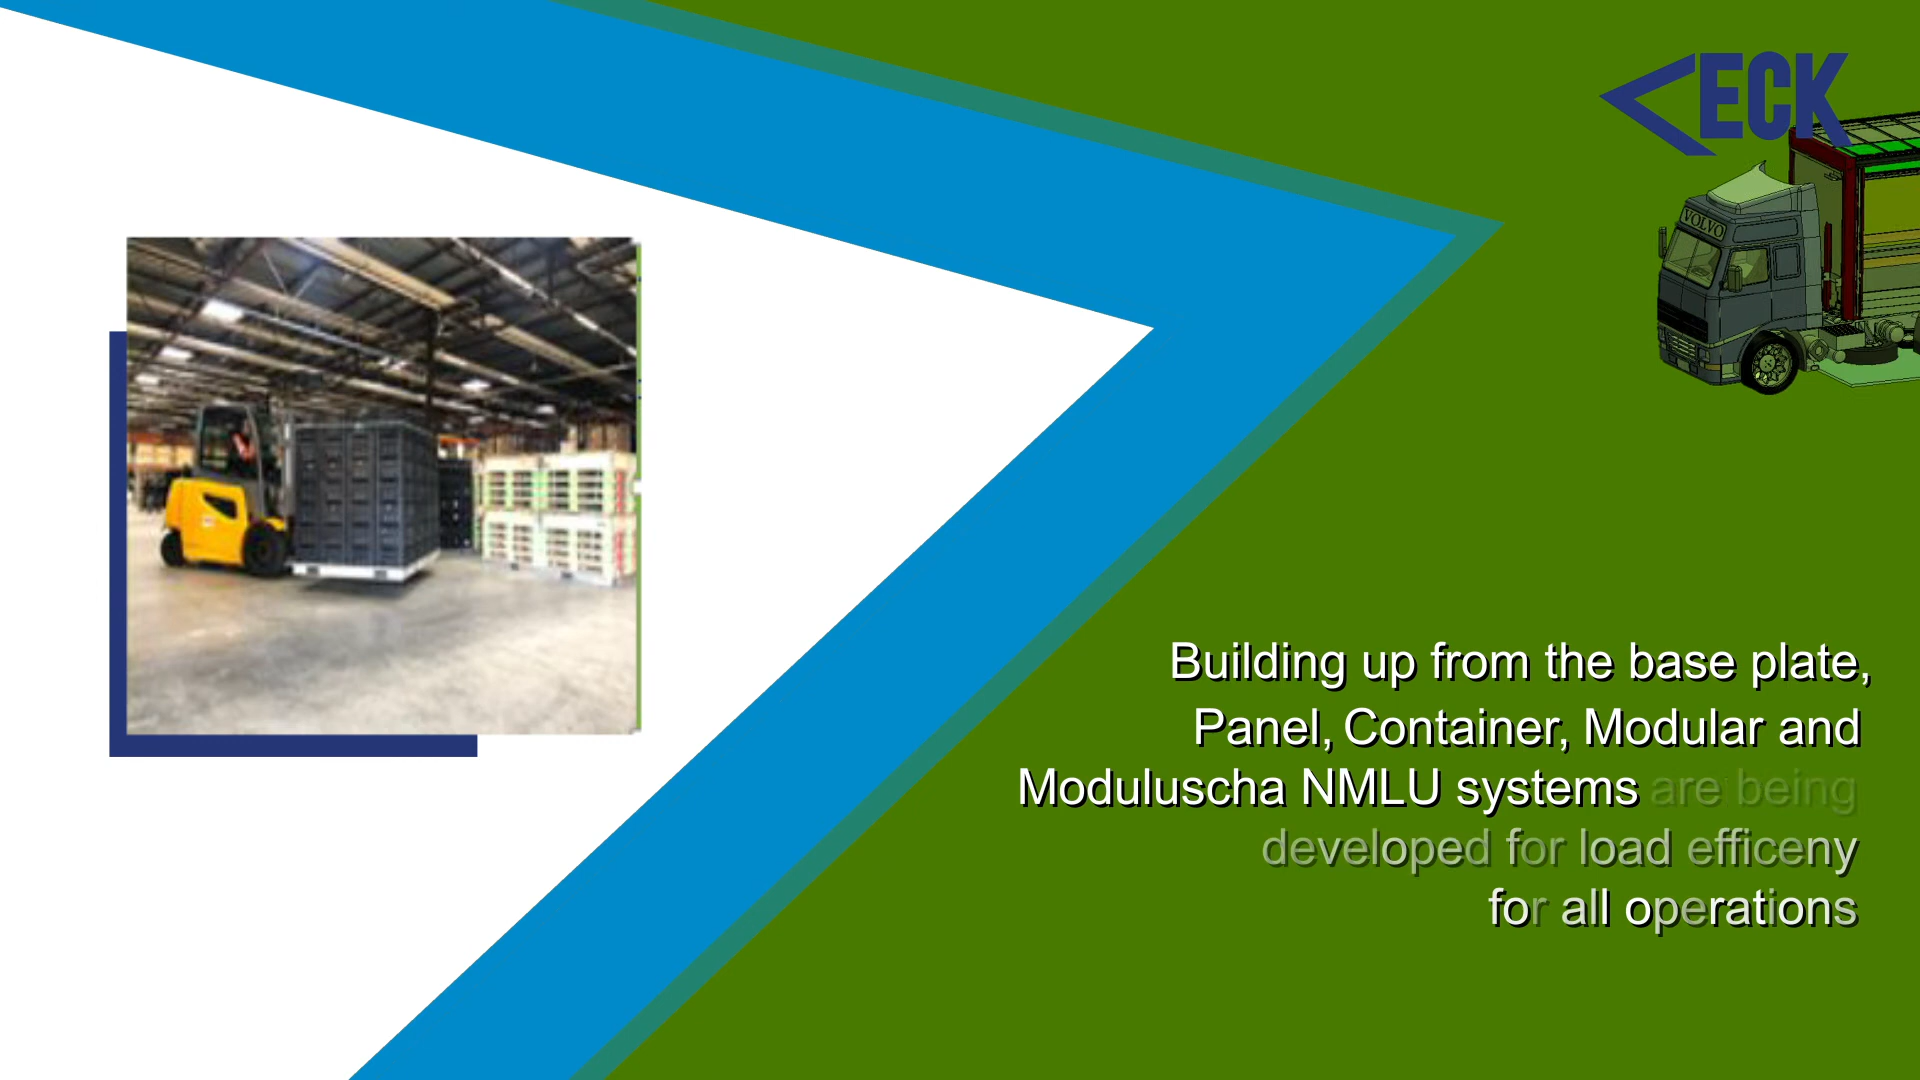 ECK
VOLVO
Building up from the base plate,
Panel, Container, Modular and
Moduluscha NMLU systems are being
developed for load efficeny
for all operations